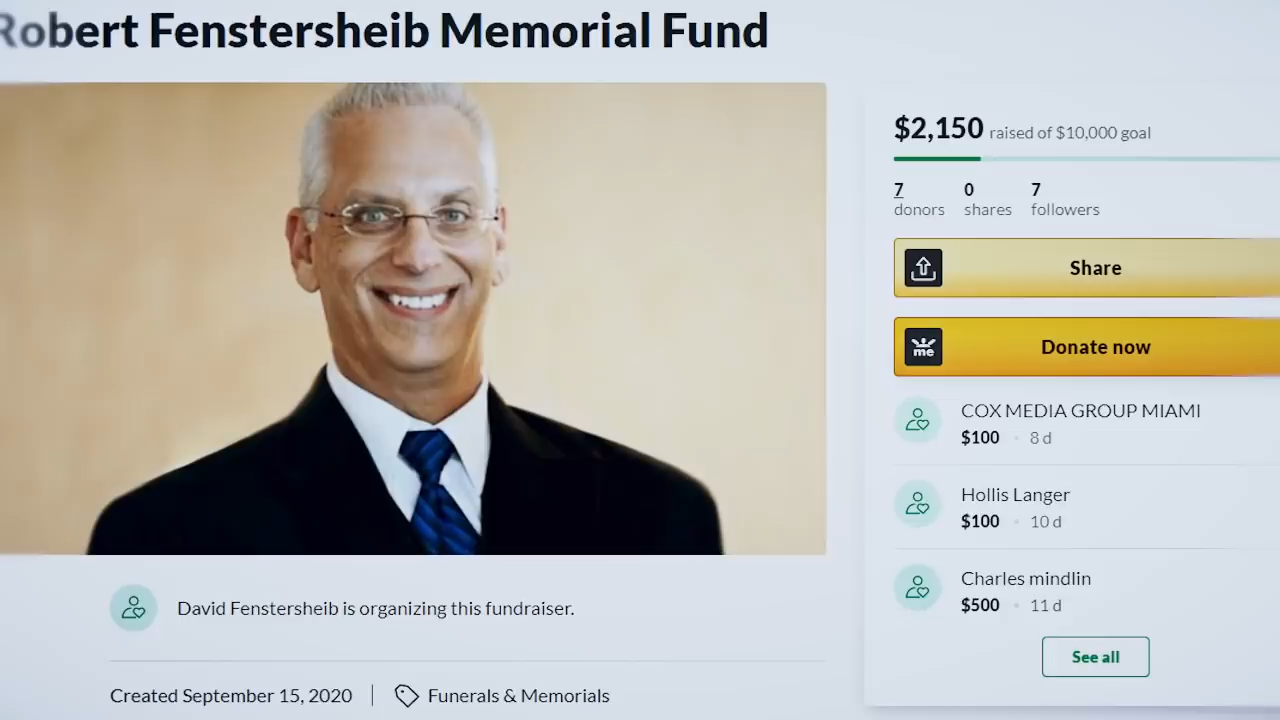 Robert Fenstersheib Memorial Fund
$2,150 raised of $10,000 goal
7 0 7
donors shares followers
Share
me Donate now
COX MEDIA GROUP MIAMI
$100 • 8 d
Hollis Langer
$100 • 10 d
Charles mindlin
$500 • 11 d
See all
David Fenstersheib is organizing this fundraiser.
Created September 15, 2020 | Funerals & Memorials